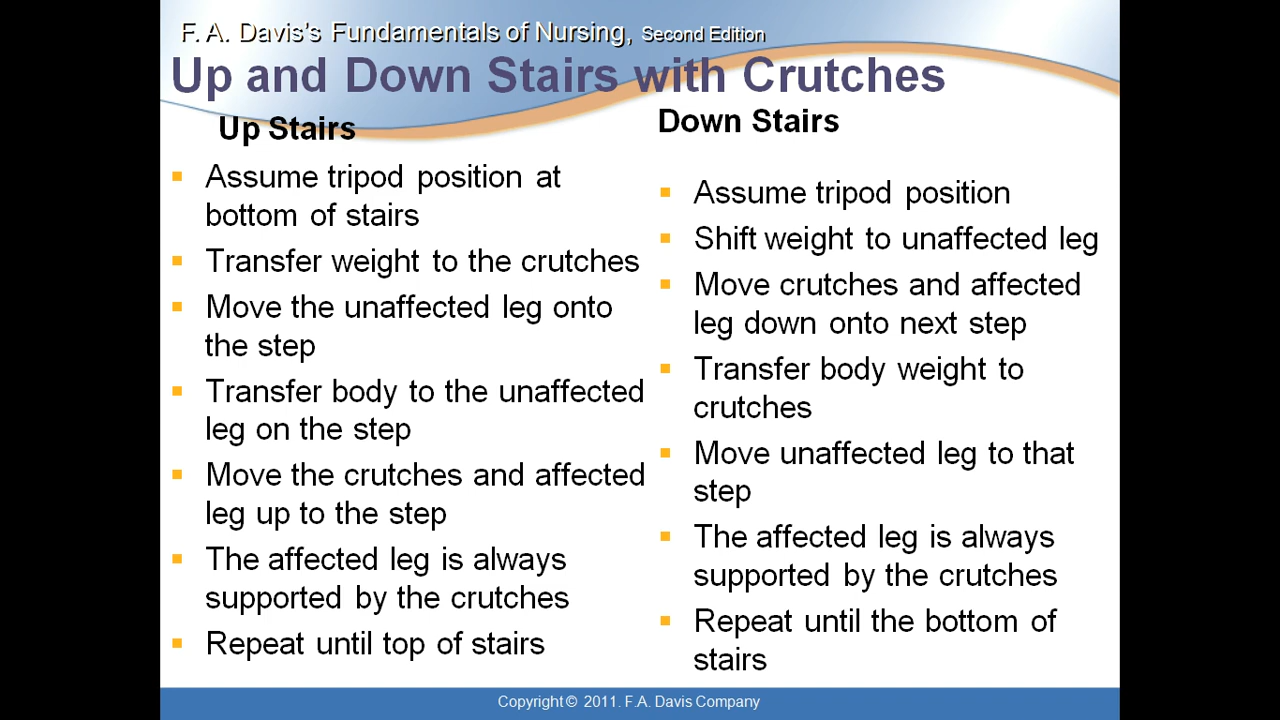 F. A. Davis's Fundamentals of Nursing, Second Edition
Up and Down Stairs with Crutches
Up Stairs
Assume tripod position at
bottom of stairs
Transfer weight to the crutches
Move the unaffected leg onto
the step
Transfer body to the unaffected
leg on the step
Move the crutches and affected
leg up to the step
The affected leg is always
supported by the crutches
Repeat until top of stairs
Down Stairs
Assume tripod position
Shift weight to unaffected leg
Move crutches and affected
leg down onto next step
Transfer body weight to
crutches
Move unaffected leg to that
step
The affected leg is always
supported by the crutches
Repeat until the bottom of
stairs
Copyright © 2011. F.A. Davis Company